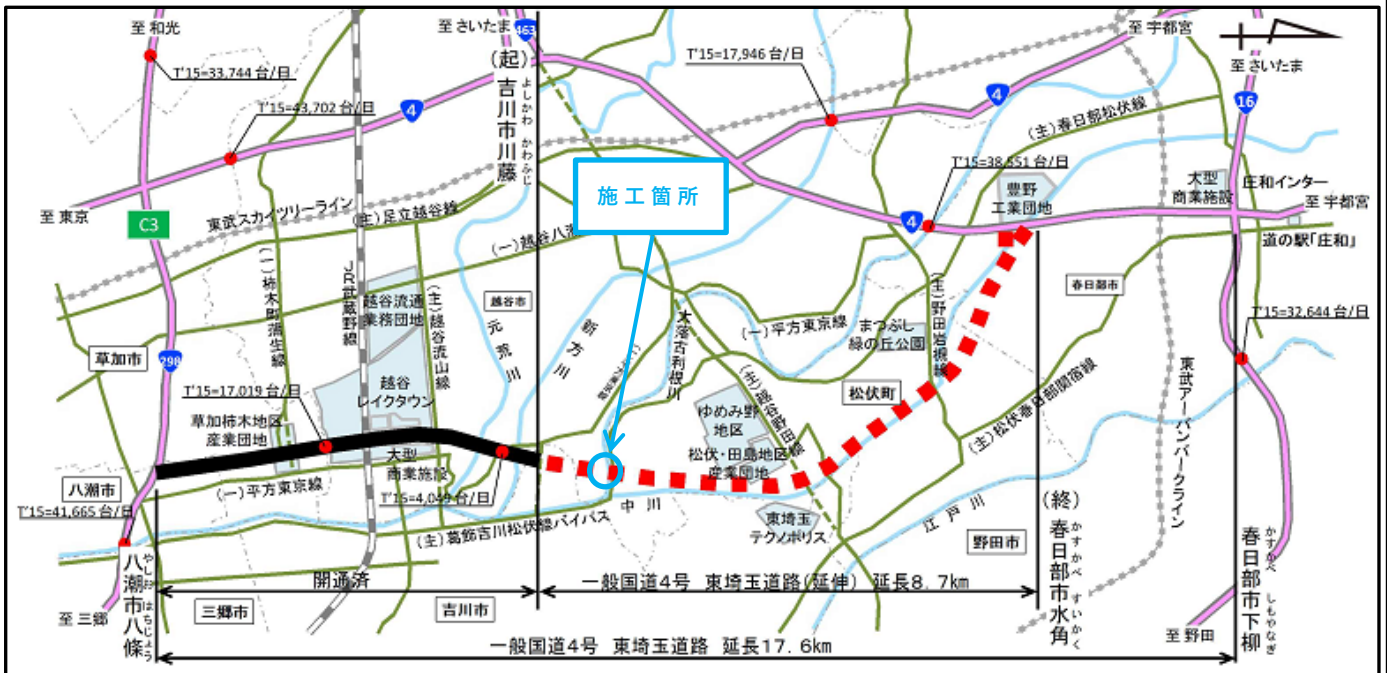 至 和光
至 さいたま
463
至 宇都宮
T'15=33,744 台/日
(起)
T'15=17,946 台/日
至 さいたま
T'15=43,702 台/日
4
吉川市川藤
よしかわ かわふじ
4
16
(主)春日部松伏線
施工箇所
T'15=38,551 台/日
豊野
工業団地
大型
商業施設
庄和インター
至 宇都宮
至 東京
東武スカイツリーライン
(主)足立越谷線
C3
4
道の駅「庄和」
(一)越谷八潮
(一)柿木町蒲生線
JR武蔵野線
越谷流通
業務団地
(主)越谷流山線
越谷市
元荒川
新方川
大落古利根川
(一)平方東京線
まつぶし
緑の丘公園
(主)野田岩槻線
春日部市
T'15=32,644 台/日
草加市
298
越谷
レイクタウン
T'15=17,019 台/日
草加柿木地区
産業団地
ゆめみ野
地区
(主)越谷野田線
松伏町
(主)松伏春日部関宿線
東武アーバンパークライン
大型
商業施設
松伏・田島地区
産業団地
八潮市
(一)平方東京線
T'15=4,049 台/日
T'15=41,665 台/日
中川
(主)葛飾吉川松伏線バイパス
東埼玉
テクノポリス
江戸川
野田市
(終)
春日部市水角
かすかべ すいかく
春日部市下柳
かすかべ しもやなぎ
八潮市八條
やしお はちじょう
開通済
一般国道4号 東埼玉道路(延伸) 延長8.7km
至 三郷
三郷市
吉川市
至 野田
一般国道4号 東埼玉道路 延長17.6km